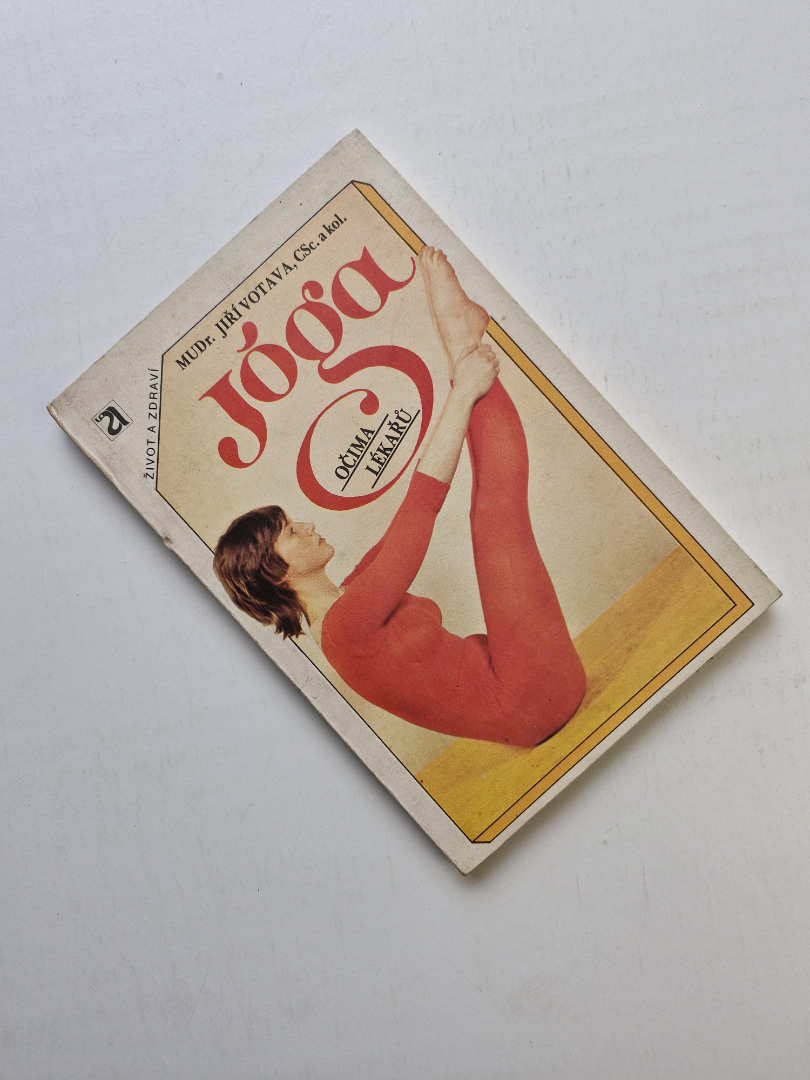 ŽIVOT A ZDRAVÍ
MUDr. JIŘÍ VOTAVA, CSc. a kol.
Jóga
OČIMA
LÉKAŘŮ